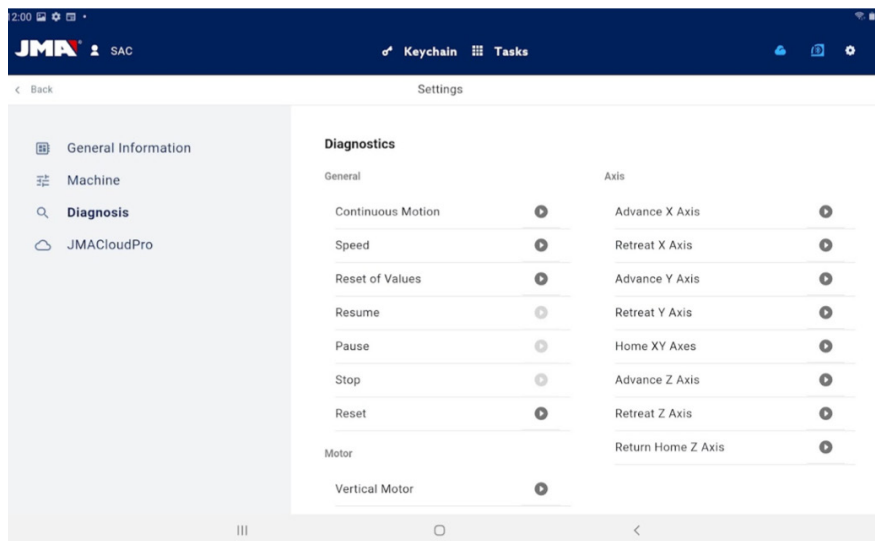 12:00
JMA SAC Keychain Tasks
Back Settings
General Information
Machine
Diagnosis
JMACloudPro
Diagnostics
General
Continuous Motion
Speed
Reset of Values
Resume
Pause
Stop
Reset
Motor
Vertical Motor
Axis
Advance X Axis
Retreat X Axis
Advance Y Axis
Retreat Y Axis
Home XY Axes
Advance Z Axis
Retreat Z Axis
Return Home Z Axis